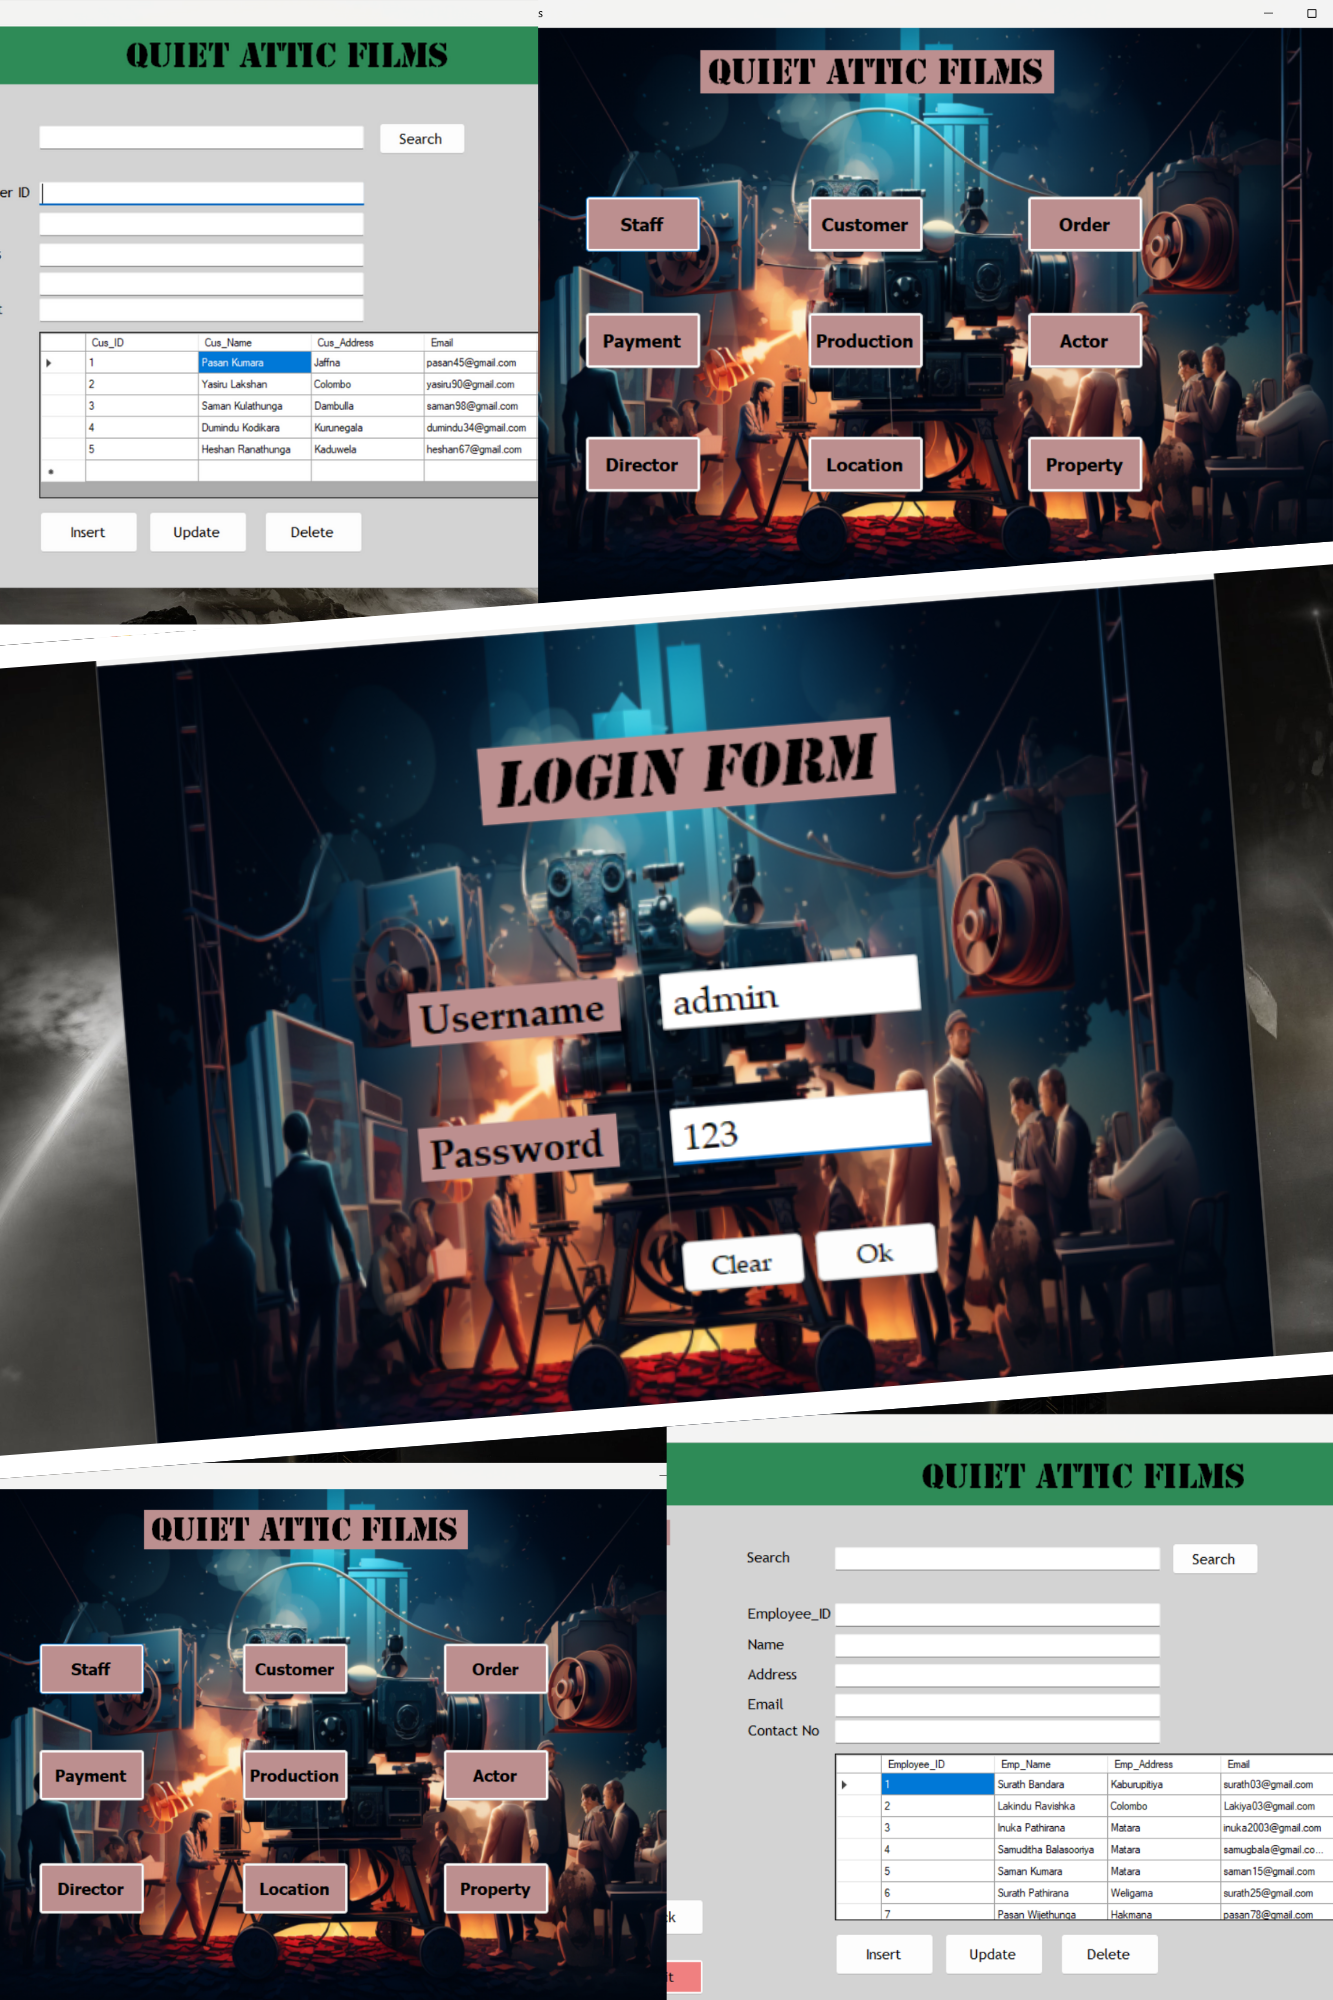 QUIET ATTIC FILMS
Search
er ID
Cus_ID Cus_Name Cus_Address Email
1 Pasan Kumara Jaffna pasan45@gmail.com
2 Yasiru Lakshan Colombo yasiru90@gmail.com
3 Saman Kulathunga Dambulla saman98@gmail.com
4 Dumindu Kodikara Kurunegala dumindu34@gmail.com
5 Heshan Ranathunga Kaduwela heshan67@gmail.com
Insert Update Delete
s
QUIET ATTIC FILMS
Staff Customer Order
Payment Production Actor
Director Location Property
LOGIN FORM
Username admin
Password 123
Clear Ok
QUIET ATTIC FILMS
Staff Customer Order
Payment Production Actor
Director Location Property
QUIET ATTIC FILMS
Search Search
Employee_ID
Name
Address
Email
Contact No
Employee_ID Emp_Name Emp_Address Email
1 Surath Bandara Kaburupitiya surath03@gmail.com
2 Lakindu Ravishka Colombo Lakiya03@gmail.com
3 Inuka Pathirana Matara inuka2003@gmail.com
4 Samuditha Balasooriya Matara samugbala@gmail.co...
5 Saman Kumara Matara saman15@gmail.com
6 Surath Pathirana Weligama surath25@gmail.com
7 Pasan Wijethunga Hakmana pasan78@gmail.com
ck
it
Insert Update Delete